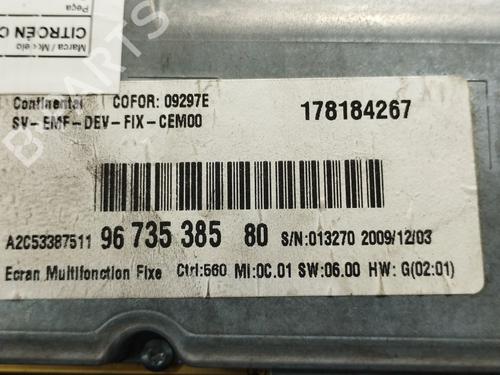 CITROËN C
Marca / Modelo
Peça
Continental COFOR: 09297E
SV-EMF-DEV-FIX-CEM00
178184267
A2C53387511 96 735 385 80 S/N:013270 2009/12/03
Ecran Multifonction Fixe Ctrl:560 MI:0C.01 SW:06.00 HW: G(02:01)